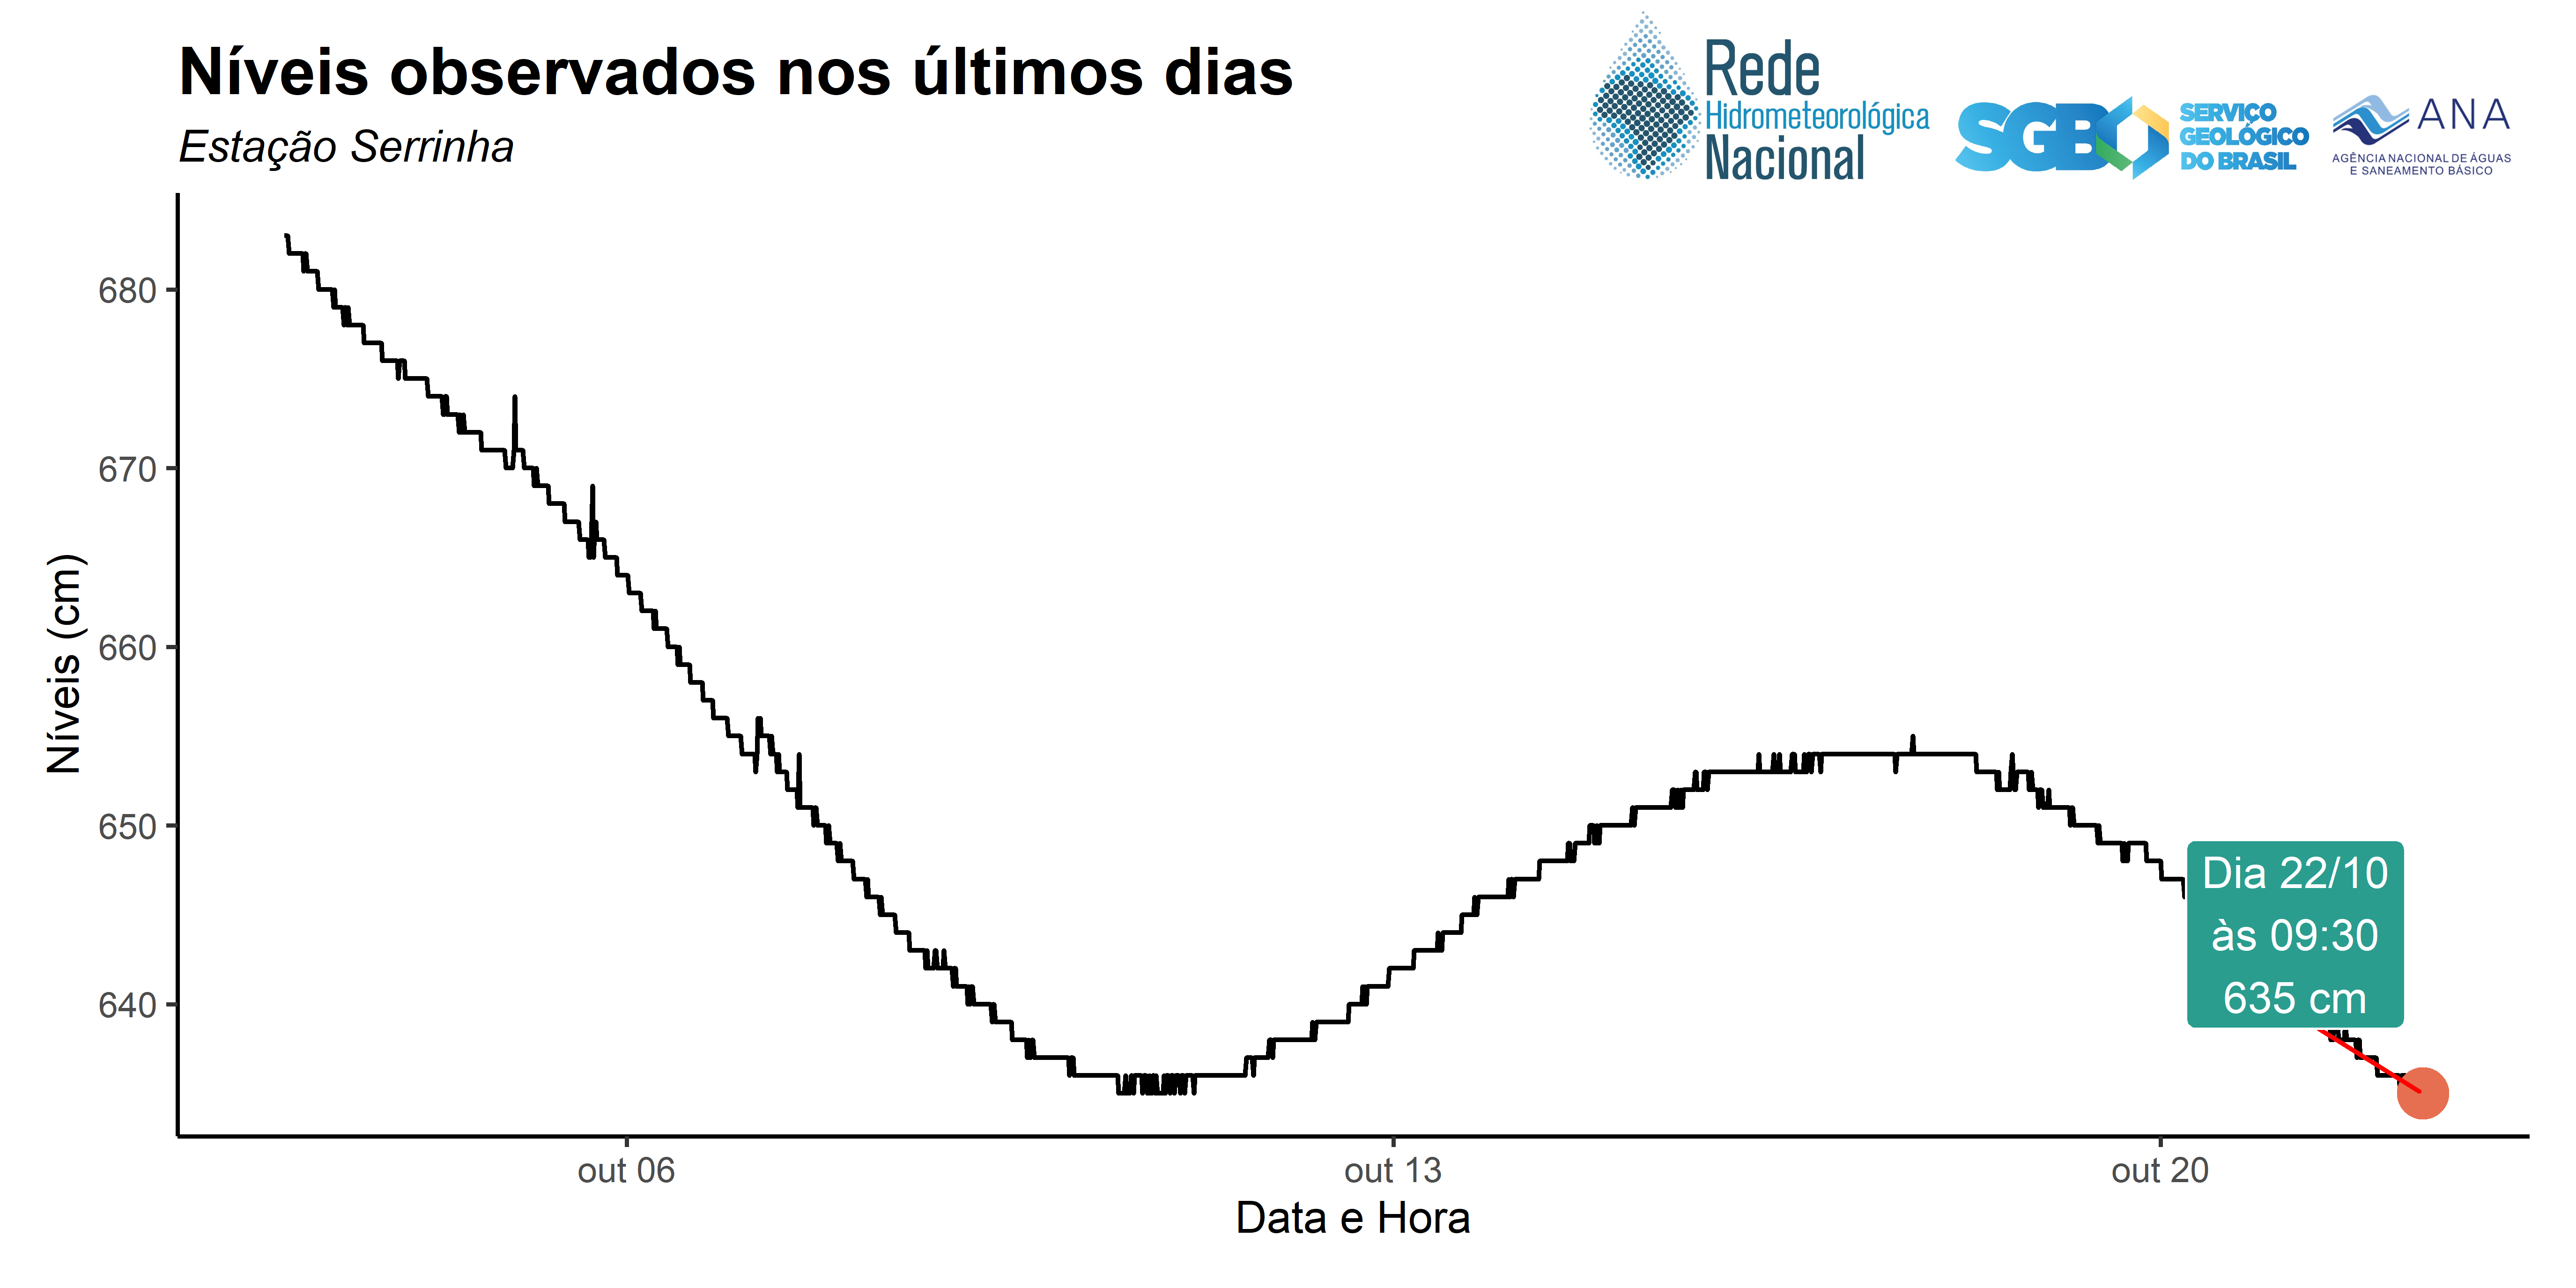 Níveis observados nos últimos dias
Estação Serrinha
Rede
Hidrometeorológica
Nacional
SGB
SERVIÇO
GEOLÓGICO
DO BRASIL
ANA
AGÊNCIA NACIONAL DE ÁGUAS
E SANEAMENTO BÁSICO
Níveis (cm)
680
670
660
650
640
Dia 22/10
às 09:30
635 cm
out 06
out 13
out 20
Data e Hora